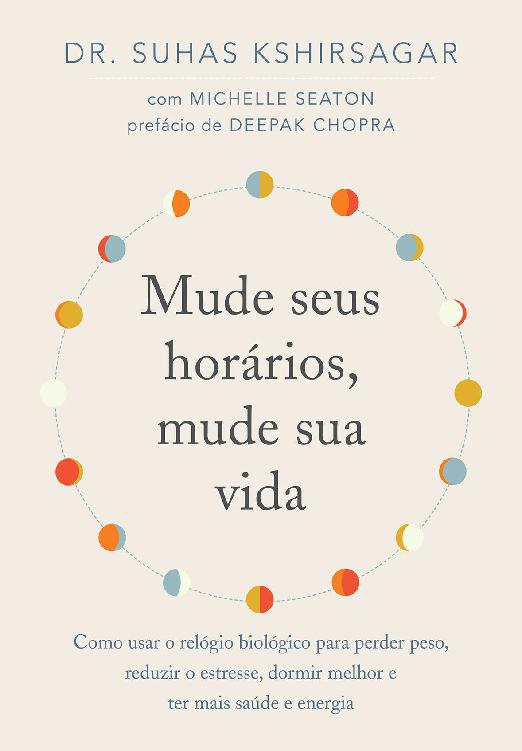 DR. SUHAS KSHIRSAGAR
com MICHELLE SEATON
prefácio de DEEPAK CHOPRA
Mude seus
horários,
mude sua
vida
Como usar o relógio biológico para perder peso,
reduzir o estresse, dormir melhor e
ter mais saúde e energia